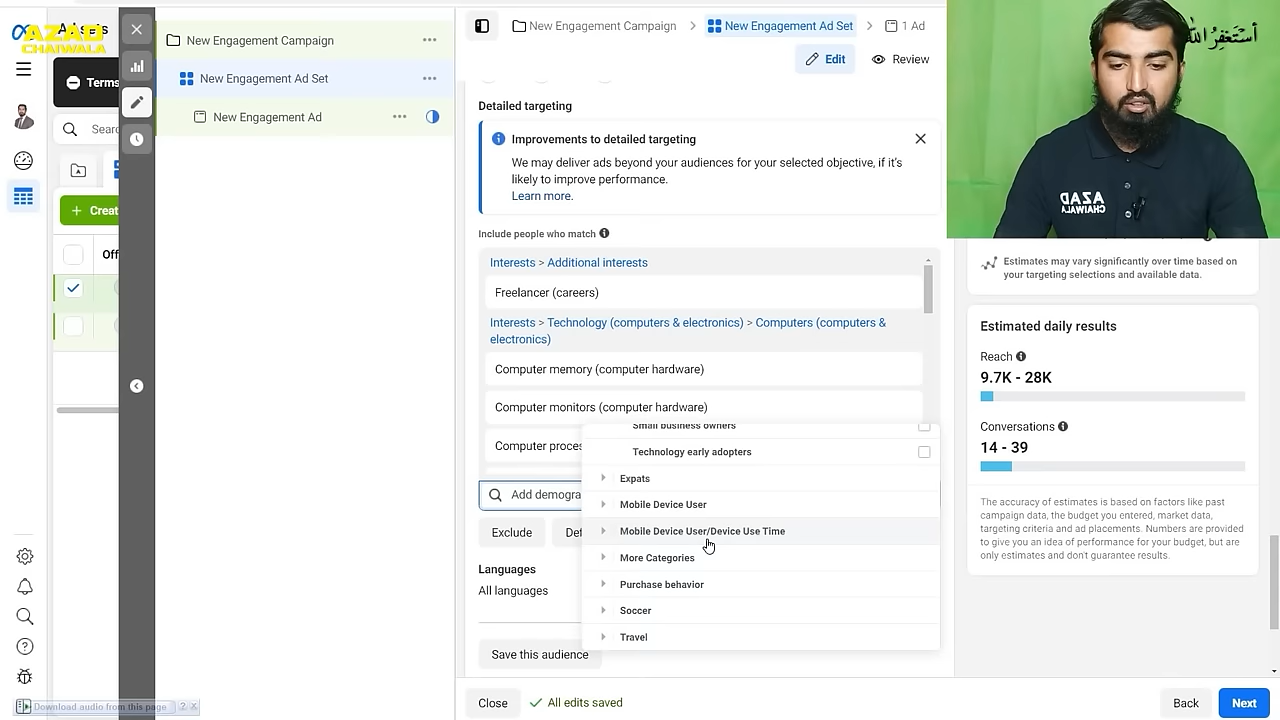 Ad sets
AZAD
CHAIWALA
Terms
Sear
Creat
Off
New Engagement Campaign
New Engagement Ad Set
New Engagement Ad
New Engagement Campaign
New Engagement Ad Set
1 Ad
Edit
Review
Detailed targeting
Improvements to detailed targeting
We may deliver ads beyond your audiences for your selected objective, if it's
likely to improve performance.
Learn more.
Include people who match
Interests > Additional interests
Freelancer (careers)
Interests > Technology (computers & electronics) > Computers (computers &
electronics)
Computer memory (computer hardware)
Computer monitors (computer hardware)
Computer proces
Small business owners
Technology early adopters
Expats
Mobile Device User
Mobile Device User/Device Use Time
More Categories
Purchase behavior
Soccer
Travel
Add demogra
Exclude
Def
Languages
All languages
Save this audience
Close
All edits saved
Back
Next
أستغفر الله
AZAD
CHAIWALA
Estimates may vary significantly over time based on
your targeting selections and available data.
Estimated daily results
Reach
9.7K - 28K
Conversations
14 - 39
The accuracy of estimates is based on factors like past
campaign data, the budget you entered, market data,
targeting criteria and ad placements. Numbers are provided
to give you an idea of performance for your budget, but are
only estimates and don't guarantee results.
Download audio from this page
? x